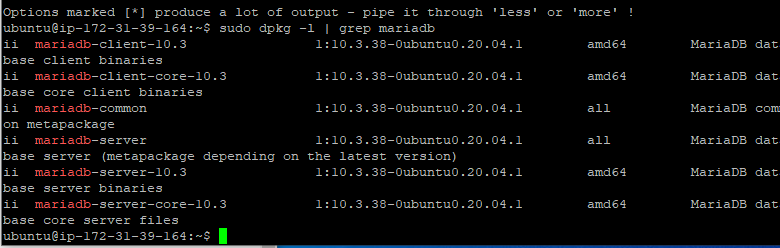 Options marked [*] produce a lot of output - pipe it through 'less' or 'more' !
ubuntu@ip-172-31-39-164:~$ sudo dpkg -l | grep mariadb
ii  mariadb-client-10.3                1:10.3.38-0ubuntu0.20.04.1        amd64        MariaDB dat
base client binaries
ii  mariadb-client-core-10.3           1:10.3.38-0ubuntu0.20.04.1        amd64        MariaDB dat
base core client binaries
ii  mariadb-common                     1:10.3.38-0ubuntu0.20.04.1        all          MariaDB com
on metapackage
ii  mariadb-server                     1:10.3.38-0ubuntu0.20.04.1        all          MariaDB dat
base server (metapackage depending on the latest version)
ii  mariadb-server-10.3                1:10.3.38-0ubuntu0.20.04.1        amd64        MariaDB dat
base server binaries
ii  mariadb-server-core-10.3           1:10.3.38-0ubuntu0.20.04.1        amd64        MariaDB dat
base core server files
ubuntu@ip-172-31-39-164:~$